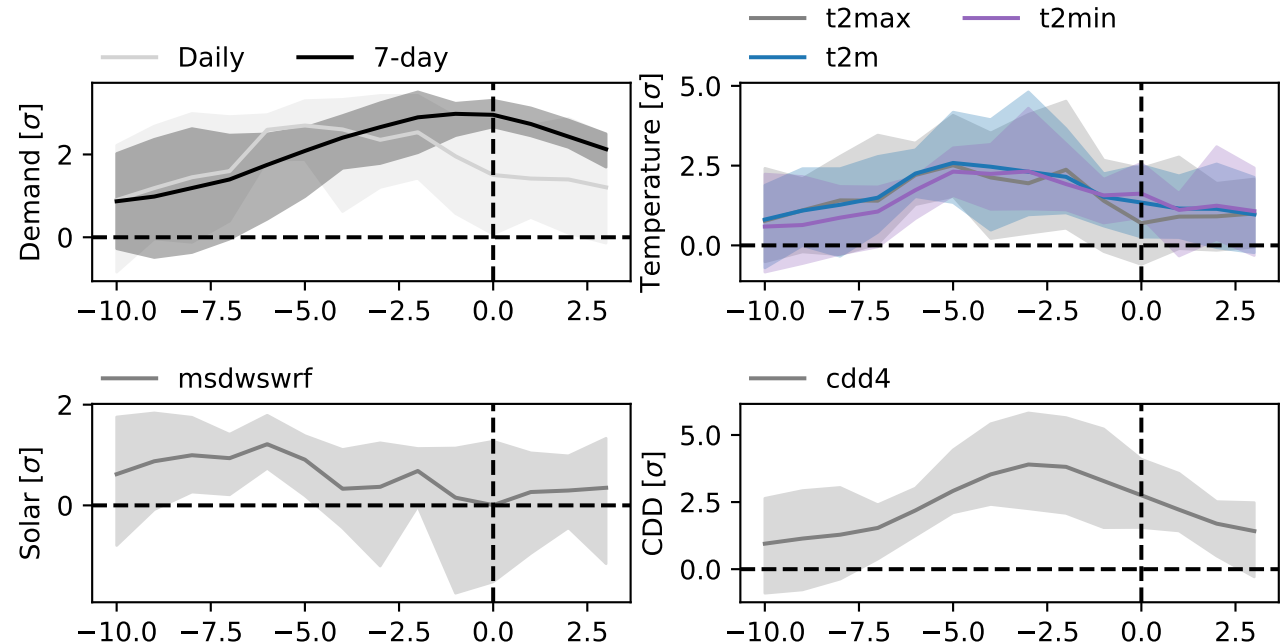 Daily 7-day
Demand [σ]
2
0
−10.0 −7.5 −5.0 −2.5 0.0 2.5
t2max t2min
t2m
Temperature [σ]
5.0
2.5
0.0
−10.0 −7.5 −5.0 −2.5 0.0 2.5
msdwswrf
Solar [σ]
2
0
−10.0 −7.5 −5.0 −2.5 0.0 2.5
cdd4
CDD [σ]
5.0
2.5
0.0
−10.0 −7.5 −5.0 −2.5 0.0 2.5